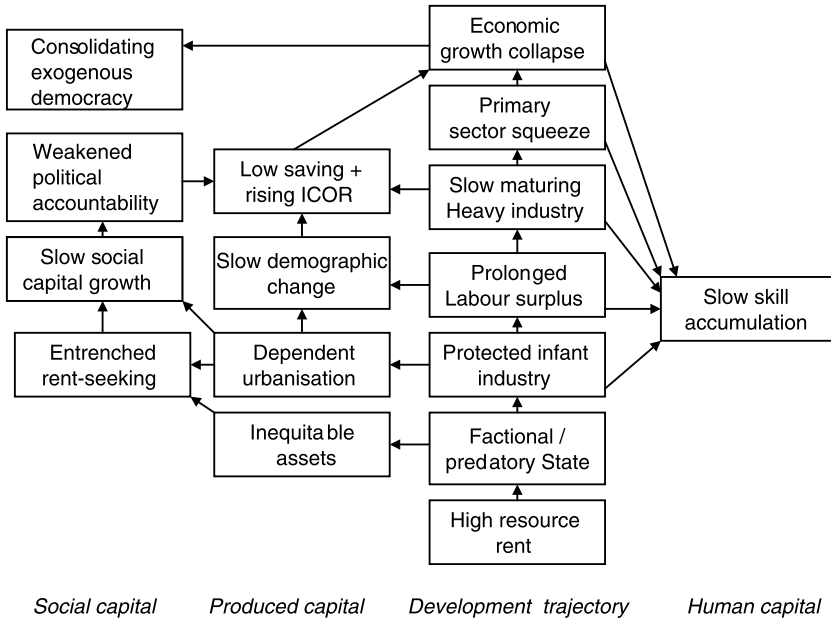 Economic
growth collapse
Consolidating
exogenous
democracy
Primary
sector squeeze
Weakened
political
accountability
Low saving +
rising ICOR
Slow maturing
Heavy industry
Slow social
capital growth
Slow demographic
change
Prolonged
Labour surplus
Slow skill
accumulation
Entrenched
rent-seeking
Dependent
urbanisation
Protected infant
industry
Inequitable
assets
Factional /
predatory State
High resource
rent
Social capital
Produced capital
Development trajectory
Human capital